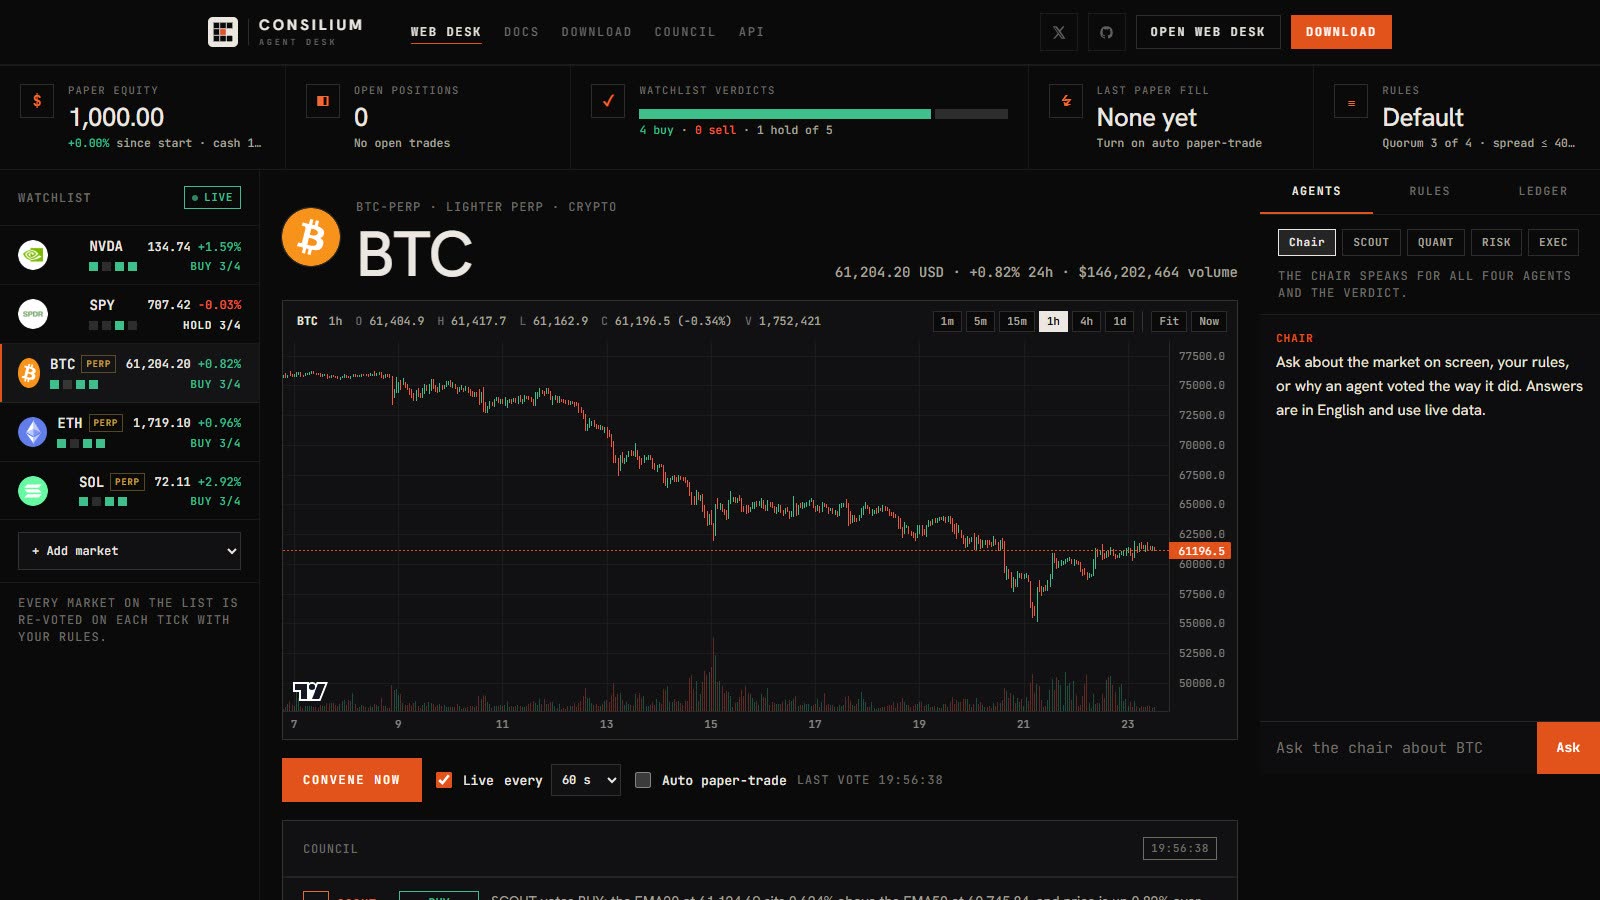 CONSILIUM
AGENT DESK
WEB DESK DOCS DOWNLOAD COUNCIL API
OPEN WEB DESK
DOWNLOAD
$
PAPER EQUITY
1,000.00
+0.00% since start · cash 1…
OPEN POSITIONS
0
No open trades
WATCHLIST VERDICTS
4 buy · 0 sell · 1 hold of 5
LAST PAPER FILL
None yet
Turn on auto paper-trade
RULES
Default
Quorum 3 of 4 · spread ≤ 40…
WATCHLIST
LIVE
NVDA 134.74 +1.59%
BUY 3/4
SPDR
SPY 707.42 -0.03%
HOLD 3/4
BTC PERP 61,204.20 +0.82%
BUY 3/4
ETH PERP 1,719.10 +0.96%
BUY 3/4
SOL PERP 72.11 +2.92%
BUY 3/4
+ Add market
EVERY MARKET ON THE LIST IS
RE-VOTED ON EACH TICK WITH
YOUR RULES.
BTC-PERP · LIGHTER PERP · CRYPTO
BTC
61,204.20 USD · +0.82% 24h · $146,202,464 volume
BTC 1h O 61,404.9 H 61,417.7 L 61,162.9 C 61,196.5 (-0.34%) V 1,752,421
1m 5m 15m 1h 4h 1d Fit Now
77500.0
75000.0
72500.0
70000.0
67500.0
65000.0
62500.0
61196.5
60000.0
57500.0
55000.0
52500.0
50000.0
7 9 11 13 15 17 19 21 23
CONVENE NOW
Live every 60 s
Auto paper-trade LAST VOTE 19:56:38
COUNCIL
19:56:38
AGENTS RULES LEDGER
Chair SCOUT QUANT RISK EXEC
THE CHAIR SPEAKS FOR ALL FOUR AGENTS
AND THE VERDICT.
CHAIR
Ask about the market on screen, your rules,
or why an agent voted the way it did. Answers
are in English and use live data.
Ask the chair about BTC
Ask